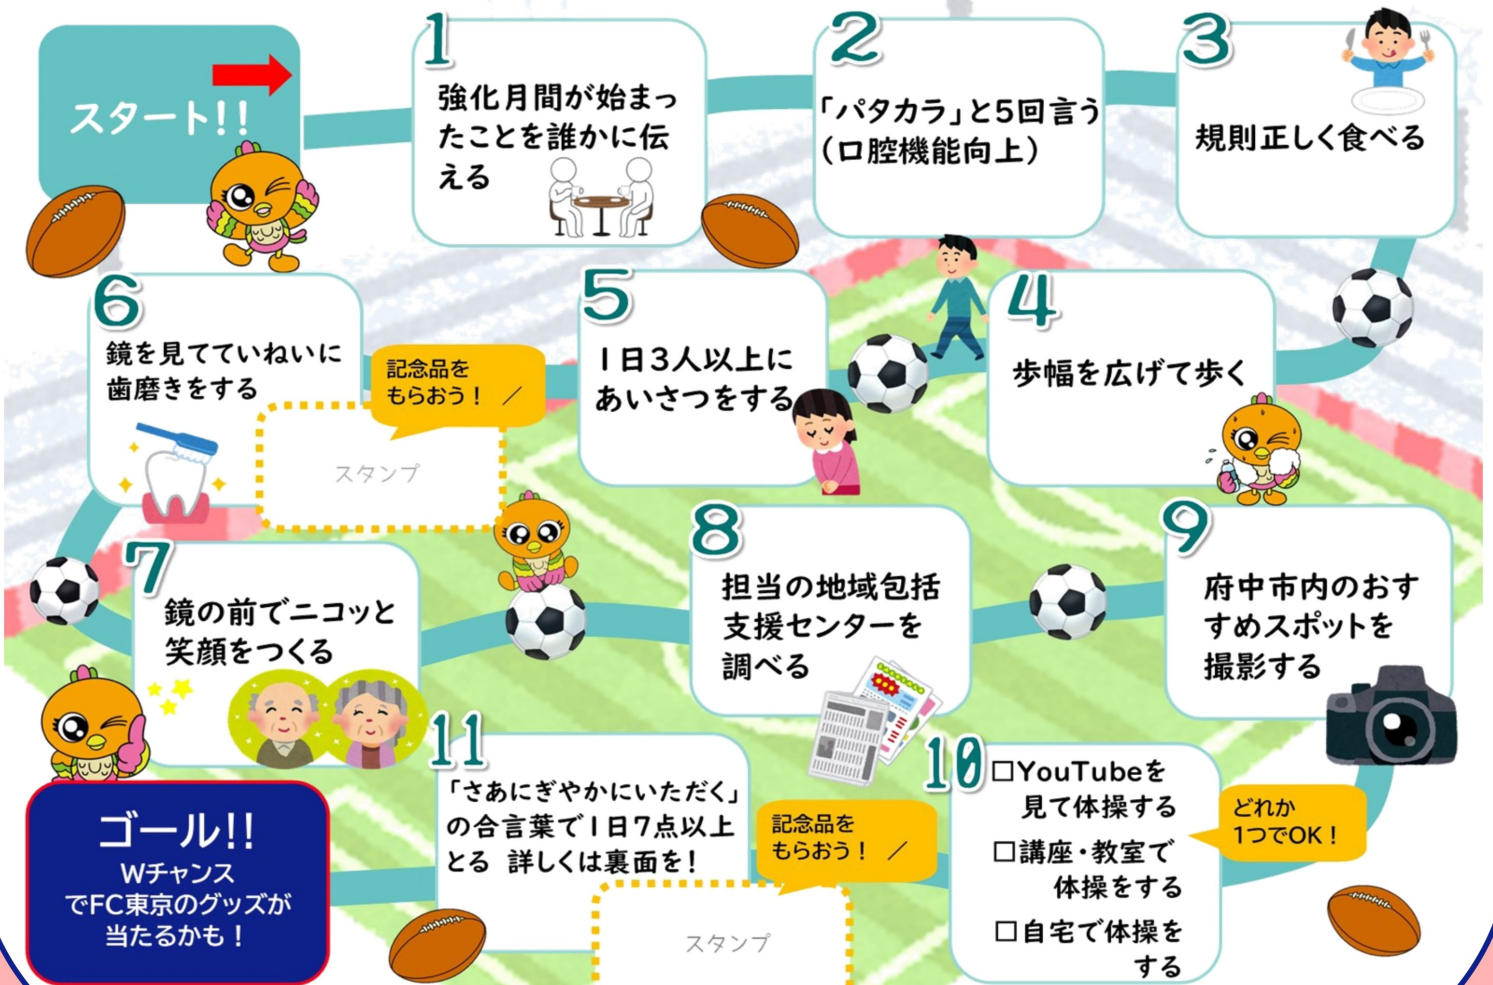 スタート!!
1
強化月間が始まっ
たことを誰かに伝
える
2
「パタカラ」と5回言う
（口腔機能向上）
3
規則正しく食べる
4
歩幅を広げて歩く
5
1日3人以上に
あいさつをする
6
鏡を見てていねいに
歯磨きをする
記念品を
もらおう！ ／
スタンプ
7
鏡の前でニコッと
笑顔をつくる
8
担当の地域包括
支援センターを
調べる
9
府中市内のおす
すめスポットを
撮影する
10
□YouTubeを
見て体操する
□講座・教室で
体操をする
□自宅で体操を
する
どれか
1つでOK！
11
「さあにぎやかにいただく」
の合言葉で1日7点以上
とる 詳しくは裏面を！
記念品を
もらおう！ ／
スタンプ
ゴール!!
Wチャンス
でFC東京のグッズが
当たるかも！